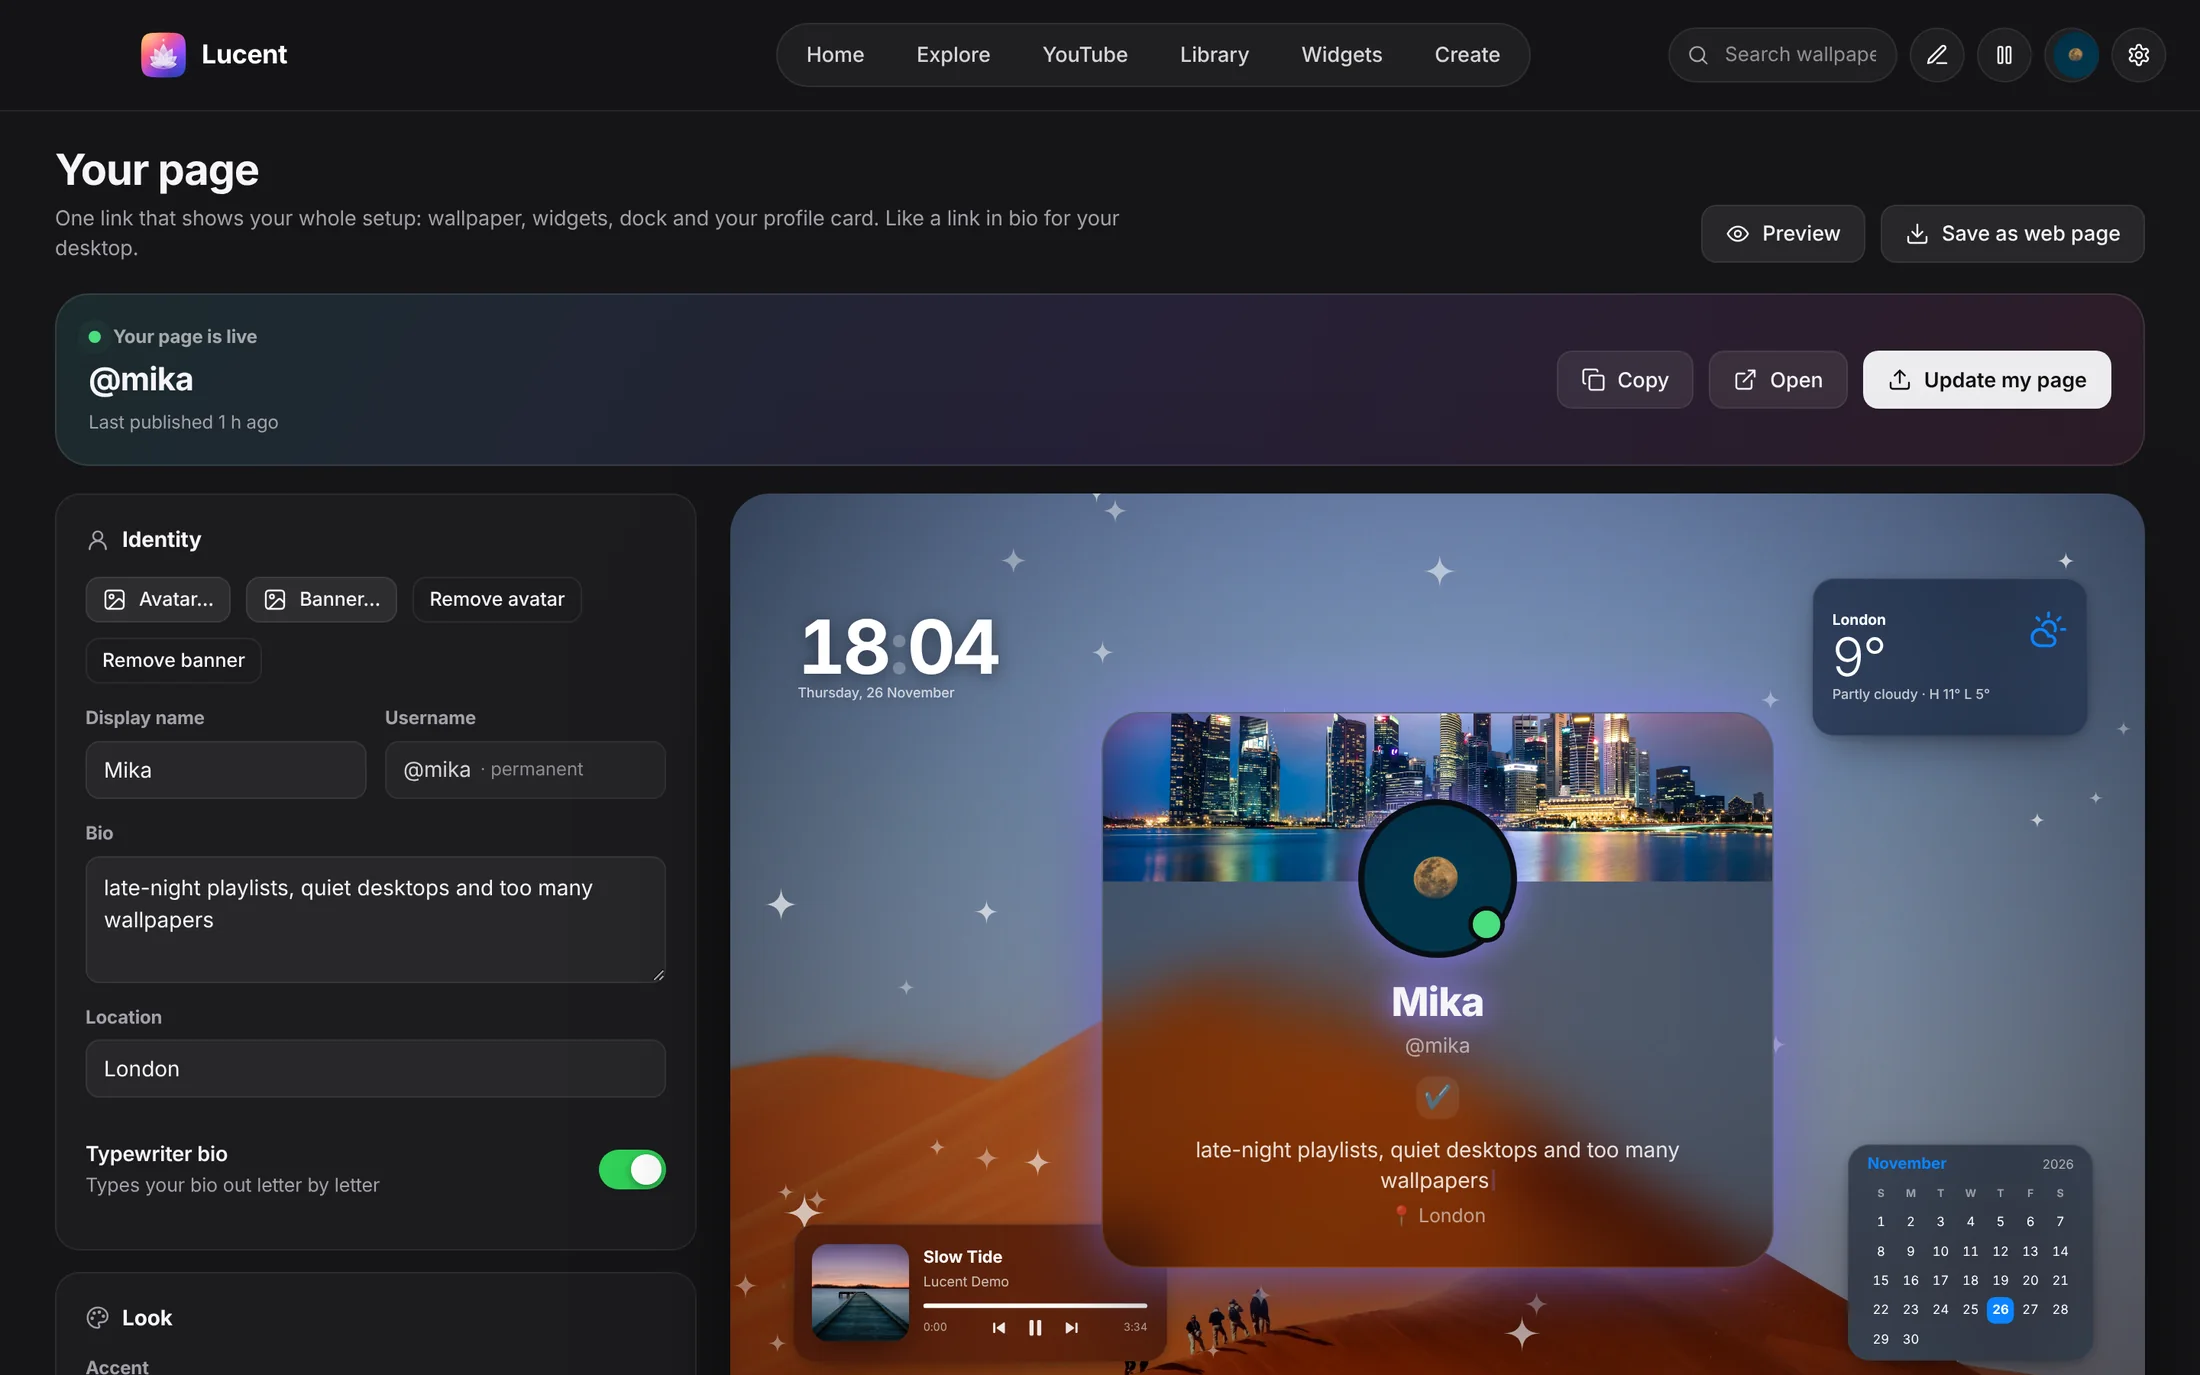 Lucent
Home Explore YouTube Library Widgets Create
Search wallpape
Your page
One link that shows your whole setup: wallpaper, widgets, dock and your profile card. Like a link in bio for your
desktop.
Preview
Save as web page
Your page is live
@mika
Last published 1 h ago
Copy
Open
Update my page
Identity
Avatar...
Banner...
Remove avatar
Remove banner
Display name
Username
Mika
@mika · permanent
Bio
late-night playlists, quiet desktops and too many
wallpapers
Location
London
Typewriter bio
Types your bio out letter by letter
Look
Accent
18:04
Thursday, 26 November
London
9°
Partly cloudy · H 11° L 5°
Mika
@mika
late-night playlists, quiet desktops and too many
wallpapers
London
Slow Tide
Lucent Demo
0:00
3:34
November 2026
S M T W T F S
1 2 3 4 5 6 7
8 9 10 11 12 13 14
15 16 17 18 19 20 21
22 23 24 25 26 27 28
29 30